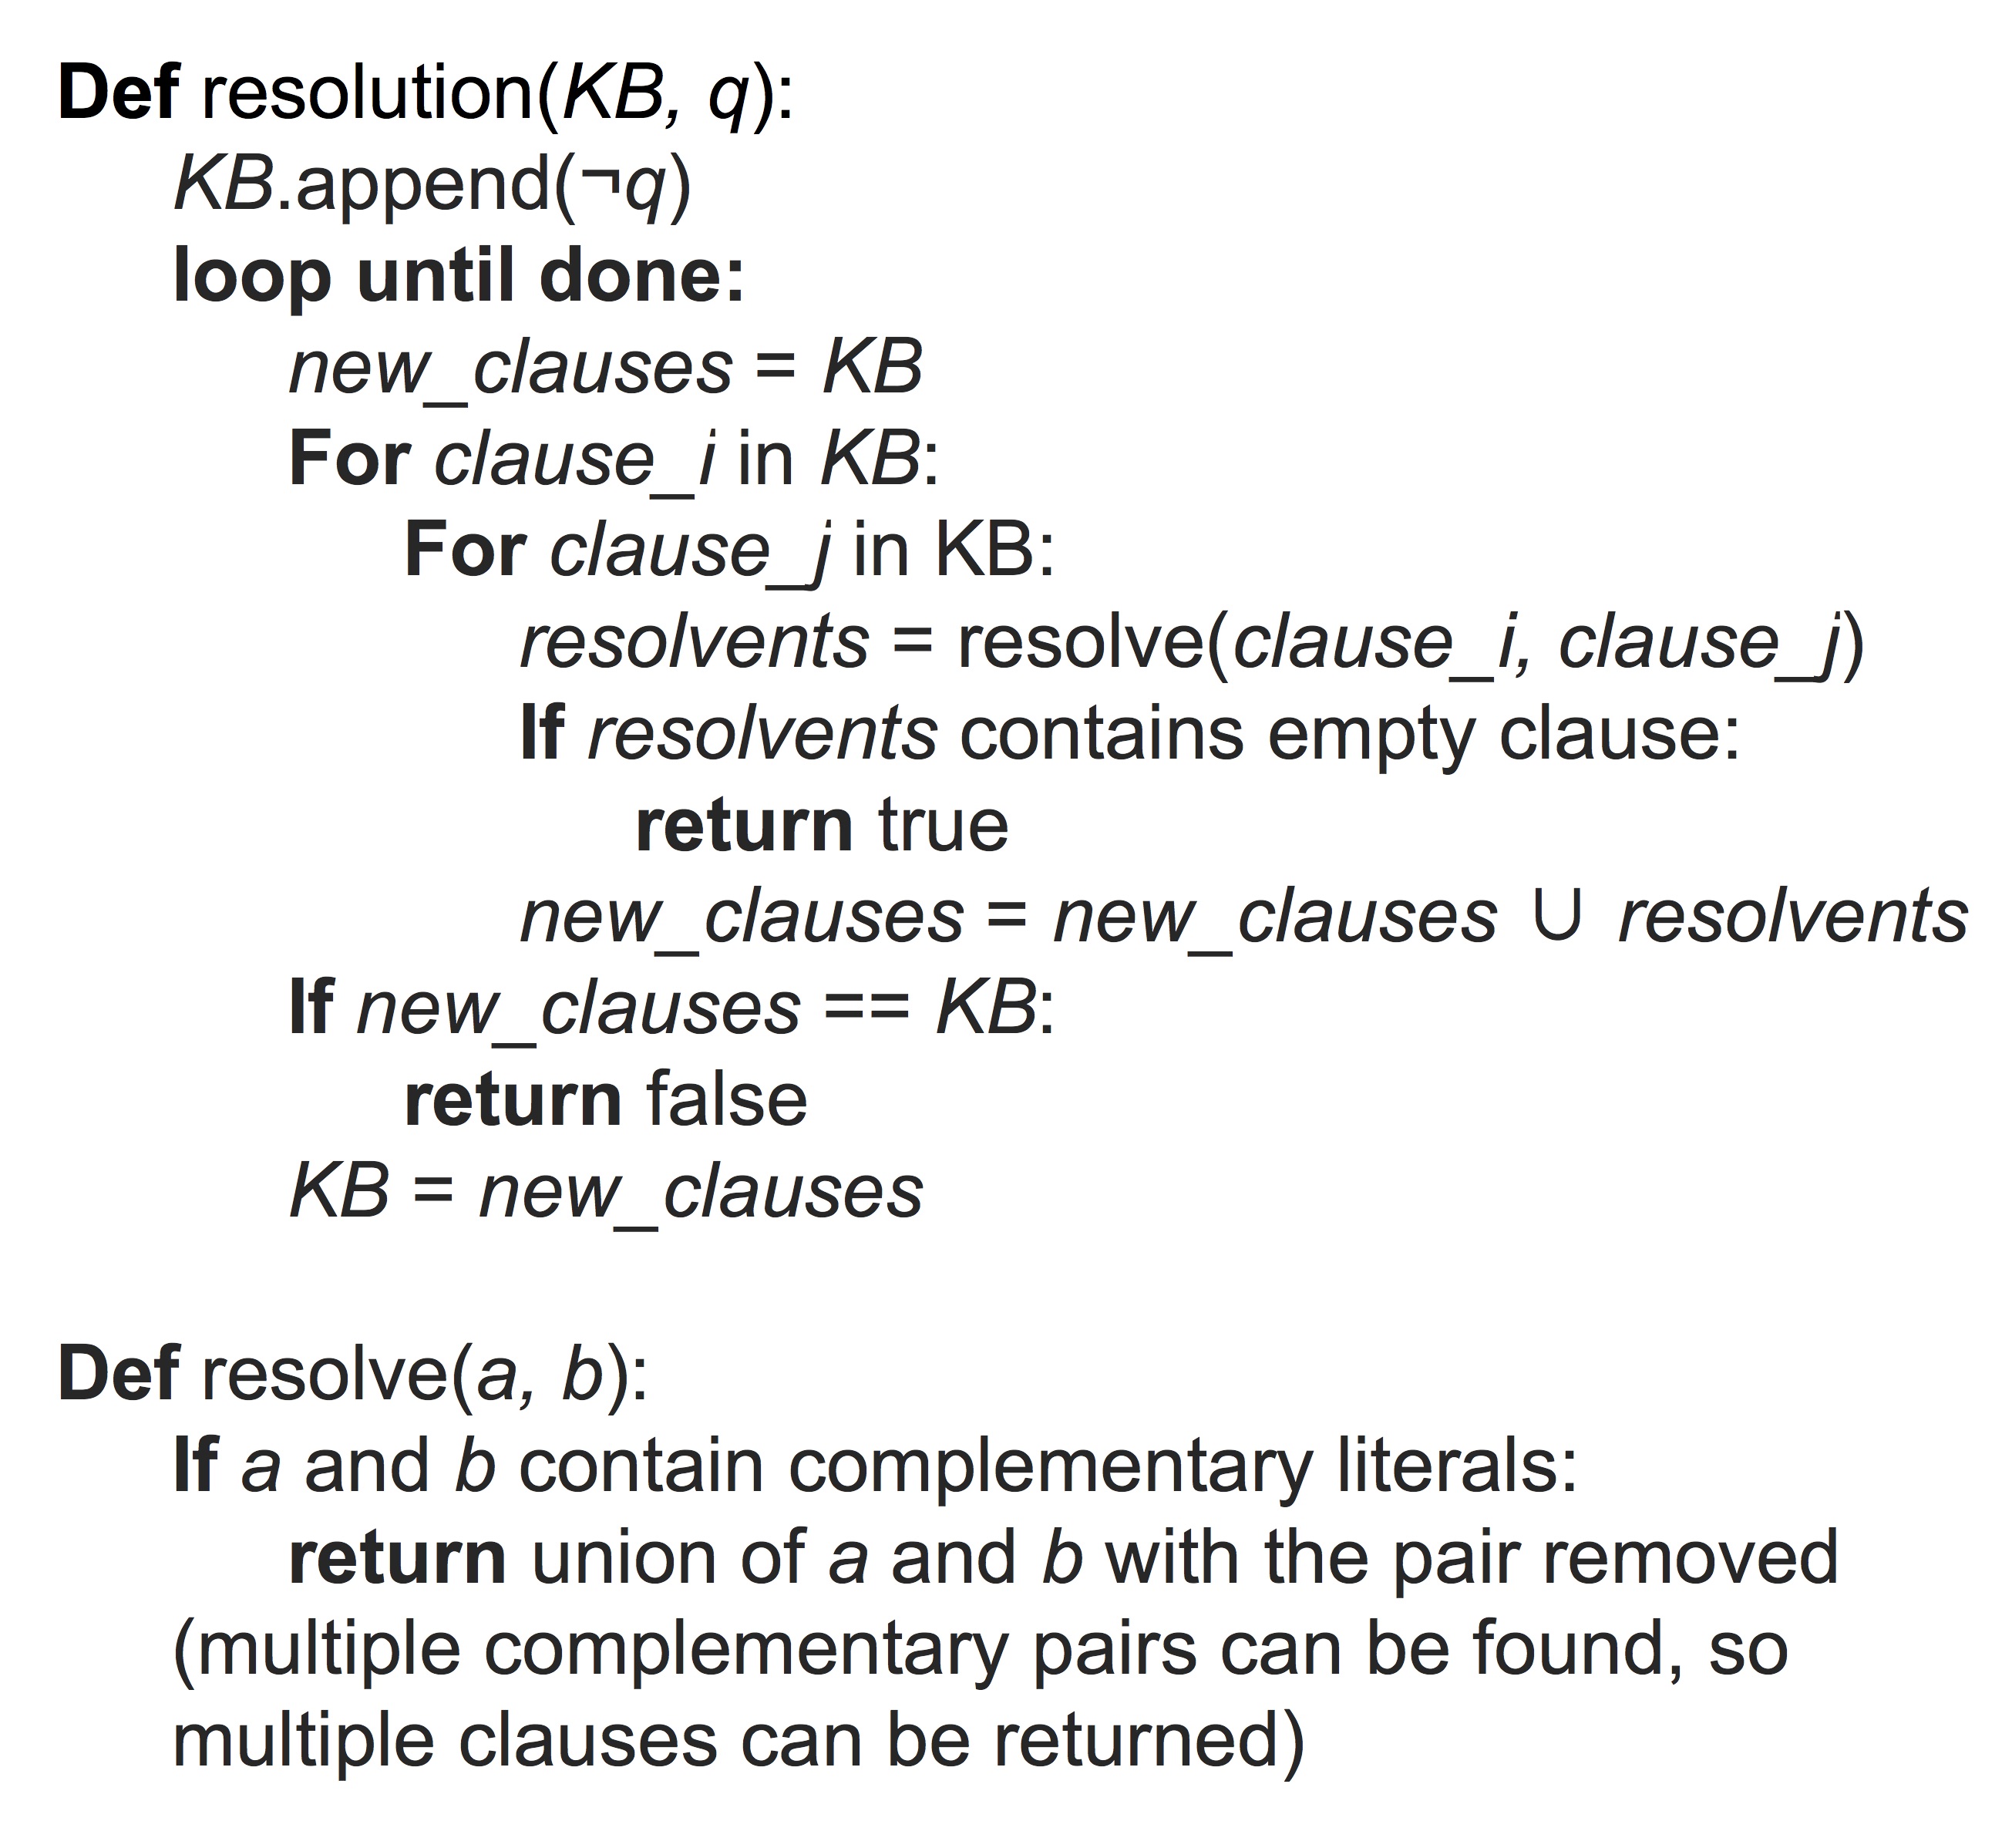 Def resolution(KB, q):
KB.append(¬q)
loop until done:
new_clauses = KB
For clause_i in KB:
For clause_j in KB:
resolvents = resolve(clause_i, clause_j)
If resolvents contains empty clause:
return true
new_clauses = new_clauses ∪ resolvents
If new_clauses == KB:
return false
KB = new_clauses
Def resolve(a, b):
If a and b contain complementary literals:
return union of a and b with the pair removed
(multiple complementary pairs can be found, so
multiple clauses can be returned)